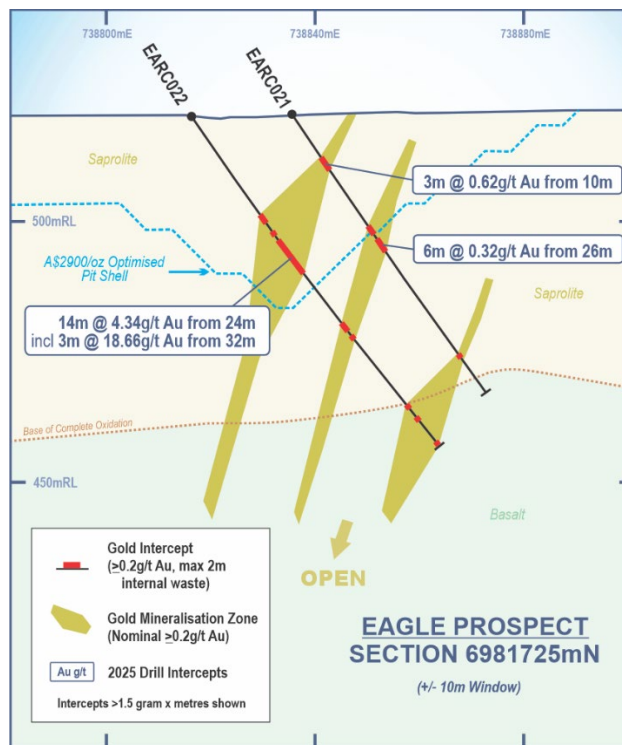 738800mE
738840mE
738880mE
EARC022
EARC021
Saprolite
3m @ 0.62g/t Au from 10m
500mRL
6m @ 0.32g/t Au from 26m
A$2900/oz Optimised
Pit Shell
Saprolite
14m @ 4.34g/t Au from 24m
incl 3m @ 18.66g/t Au from 32m
Base of Complete Oxidation
450mRL
Basalt
OPEN
Gold Intercept
(≥0.2g/t Au, max 2m
internal waste)
Gold Mineralisation Zone
(Nominal ≥0.2g/t Au)
Au g/t
2025 Drill Intercepts
Intercepts >1.5 gram x metres shown
EAGLE PROSPECT
SECTION 6981725mN
(+/- 10m Window)